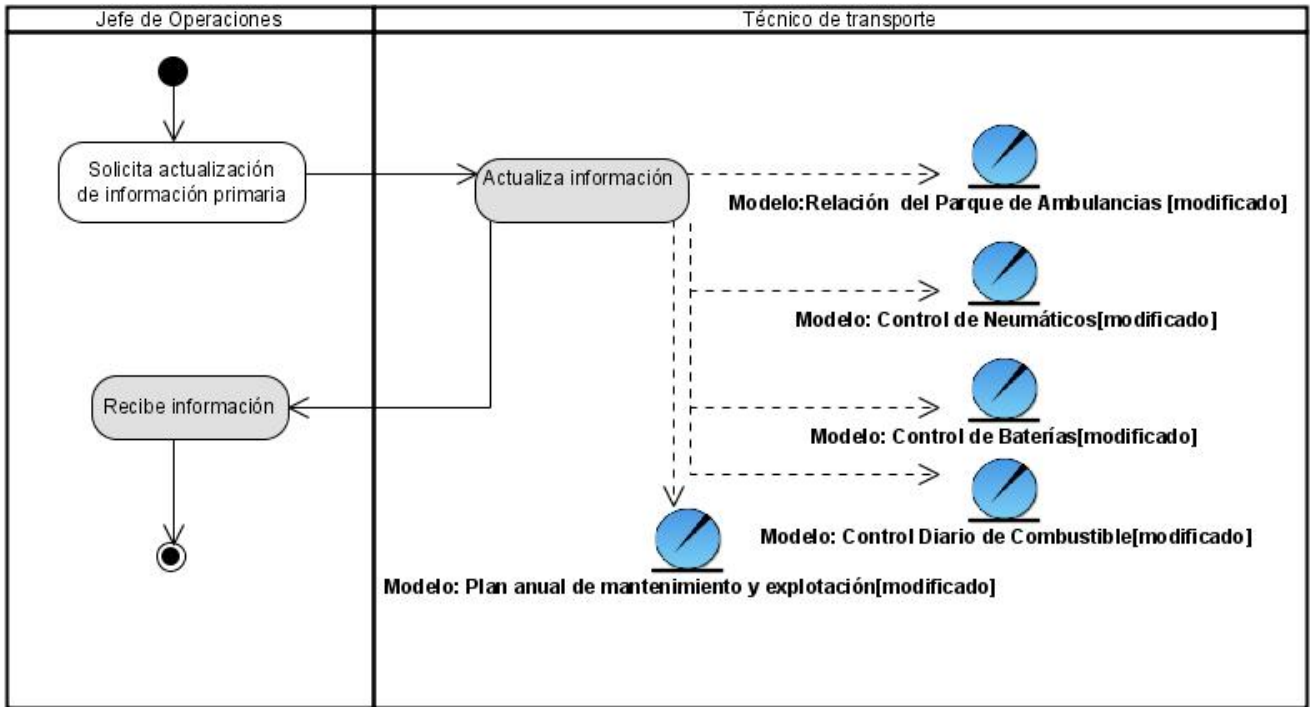 Jefe de Operaciones
Técnico de transporte
Solicita actualización
de información primaria
Actualiza información
Modelo:Relación del Parque de Ambulancias [modificado]
Modelo: Control de Neumáticos[modificado]
Recibe información
Modelo: Control de Baterías[modificado]
Modelo: Control Diario de Combustible[modificado]
Modelo: Plan anual de mantenimiento y explotación[modificado]